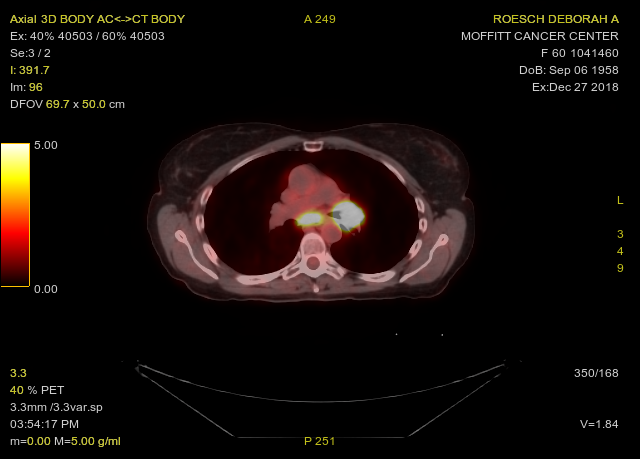 Axial 3D BODY AC<->CT BODY
Ex: 40% 40503 / 60% 40503
Se:3 / 2
I: 391.7
Im: 96
DFOV 69.7 x 50.0 cm
A 249
ROESCH DEBORAH A
MOFFITT CANCER CENTER
F 60 1041460
DoB: Sep 06 1958
Ex:Dec 27 2018
5.00
0.00
L
3
4
9
3.3
40 % PET
3.3mm /3.3var.sp
03:54:17 PM
m=0.00 M=5.00 g/ml
P 251
350/168
V=1.84